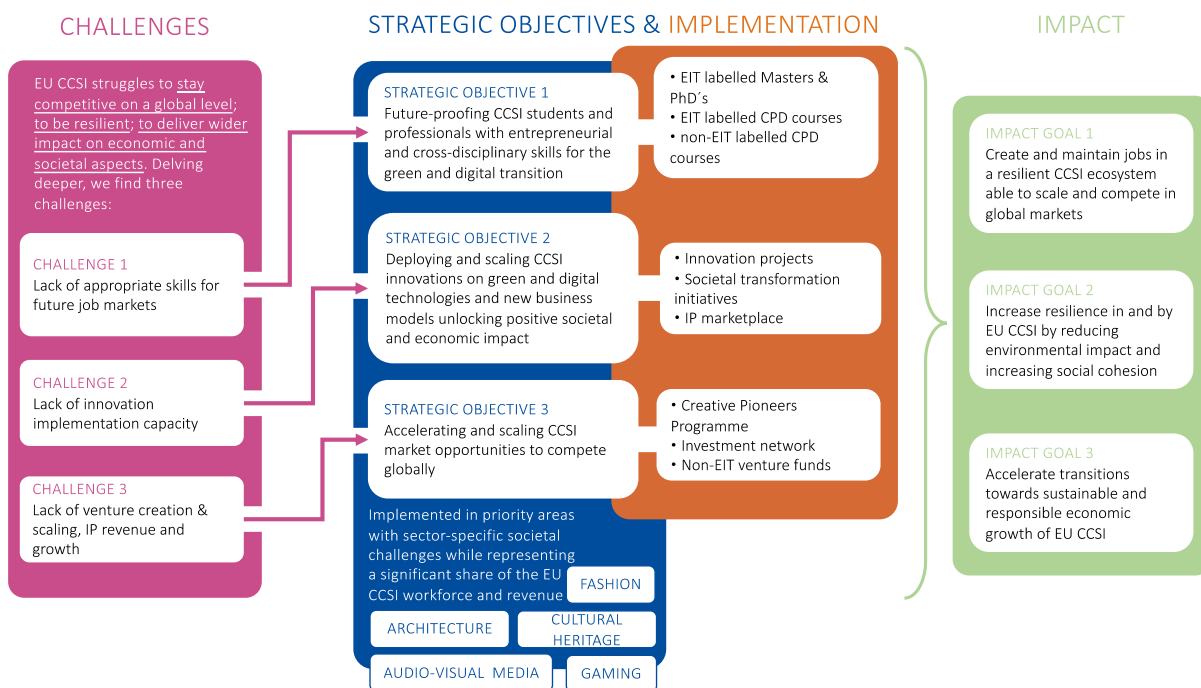 CHALLENGES
EU CCSI struggles to stay
competitive on a global level;
to be resilient; to deliver wider
impact on economic and
societal aspects. Delving
deeper, we find three
challenges:
CHALLENGE 1
Lack of appropriate skills for
future job markets
CHALLENGE 2
Lack of innovation
implementation capacity
CHALLENGE 3
Lack of venture creation &
scaling, IP revenue and
growth
STRATEGIC OBJECTIVES & IMPLEMENTATION
STRATEGIC OBJECTIVE 1
Future-proofing CCSI students and
professionals with entrepreneurial
and cross-disciplinary skills for the
green and digital transition
• EIT labelled Masters &
PhD´s
• EIT labelled CPD courses
• non-EIT labelled CPD
courses
STRATEGIC OBJECTIVE 2
Deploying and scaling CCSI
innovations on green and digital
technologies and new business
models unlocking positive societal
and economic impact
• Innovation projects
• Societal transformation
initiatives
• IP marketplace
STRATEGIC OBJECTIVE 3
Accelerating and scaling CCSI
market opportunities to compete
globally
• Creative Pioneers
Programme
• Investment network
• Non-EIT venture funds
Implemented in priority areas
with sector-specific societal
challenges while representing
a significant share of the EU
CCSI workforce and revenue
FASHION
ARCHITECTURE
CULTURAL
HERITAGE
AUDIO-VISUAL MEDIA
GAMING
IMPACT
IMPACT GOAL 1
Create and maintain jobs in
a resilient CCSI ecosystem
able to scale and compete in
global markets
IMPACT GOAL 2
Increase resilience in and by
EU CCSI by reducing
environmental impact and
increasing social cohesion
IMPACT GOAL 3
Accelerate transitions
towards sustainable and
responsible economic
growth of EU CCSI